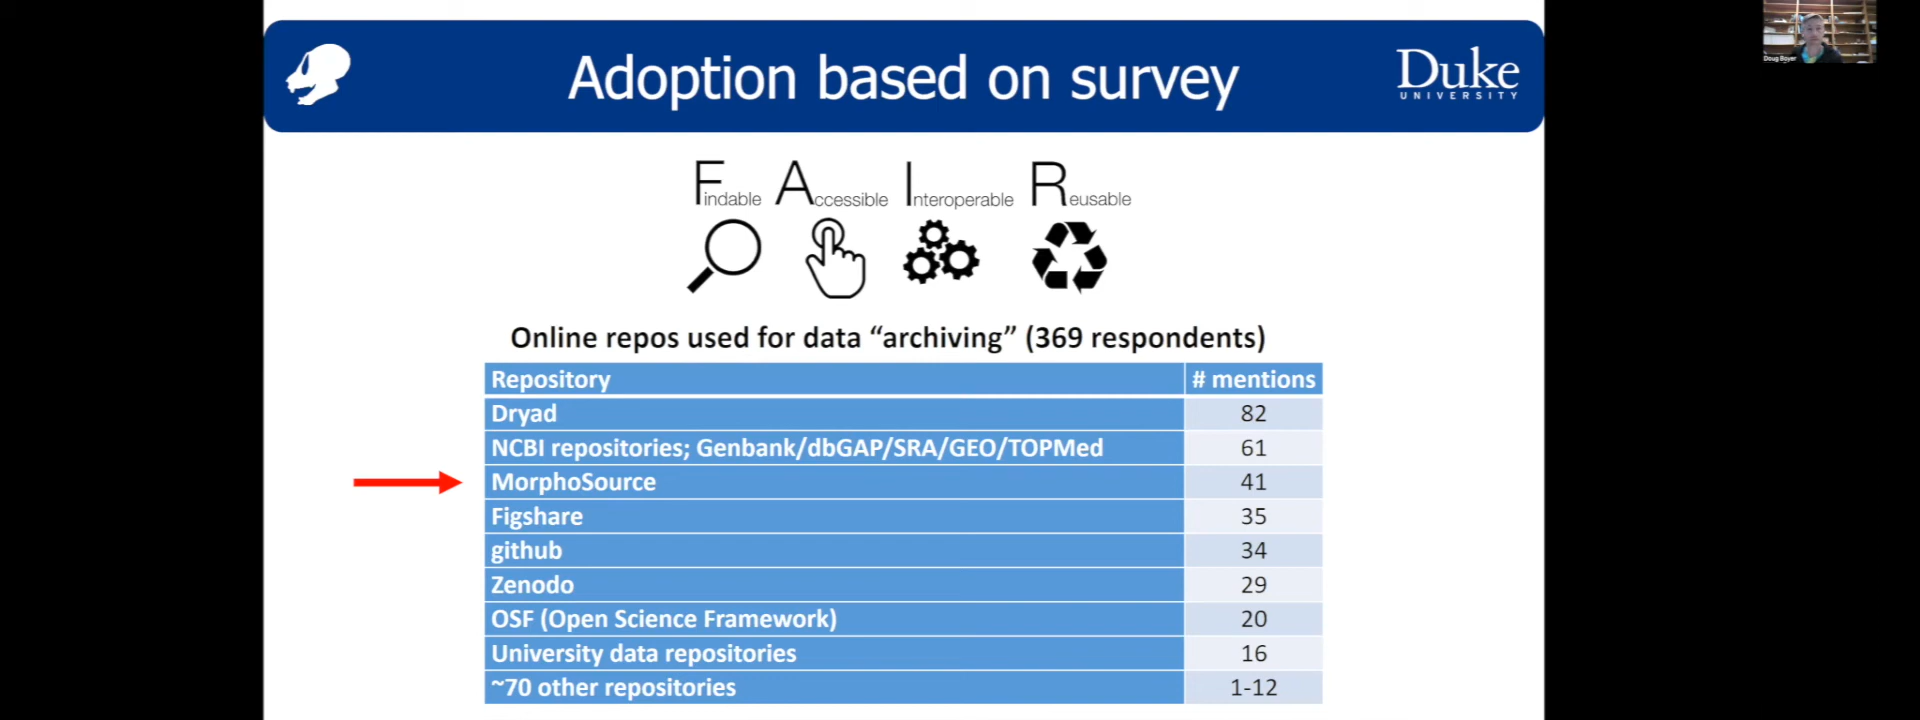 Adoption based on survey
Duke
UNIVERSITY
Doug Boyer
Findable Accessible Interoperable Reusable
Online repos used for data “archiving” (369 respondents)
Repository # mentions
Dryad 82
NCBI repositories; Genbank/dbGAP/SRA/GEO/TOPMed 61
MorphoSource 41
Figshare 35
github 34
Zenodo 29
OSF (Open Science Framework) 20
University data repositories 16
~70 other repositories 1-12